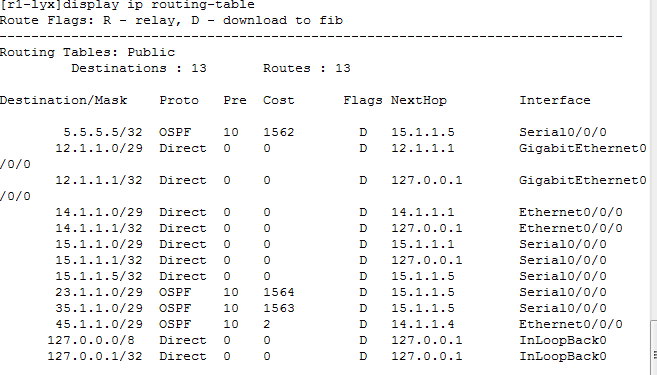 [r1-lyx]display ip routing-table
Route Flags: R - relay, D - download to fib
------------------------------------------------------------------------------
Routing Tables: Public
         Destinations : 13       Routes : 13

Destination/Mask    Proto  Pre  Cost      Flags NextHop         Interface

        5.5.5.5/32  OSPF   10   1562        D   15.1.1.5        Serial0/0/0
       12.1.1.0/29  Direct 0    0           D   12.1.1.1        GigabitEthernet0
/0/0
       12.1.1.1/32  Direct 0    0           D   127.0.0.1       GigabitEthernet0
/0/0
       14.1.1.0/29  Direct 0    0           D   14.1.1.1        Ethernet0/0/0
       14.1.1.1/32  Direct 0    0           D   127.0.0.1       Ethernet0/0/0
       15.1.1.0/29  Direct 0    0           D   15.1.1.1        Serial0/0/0
       15.1.1.1/32  Direct 0    0           D   127.0.0.1       Serial0/0/0
       15.1.1.5/32  Direct 0    0           D   15.1.1.5        Serial0/0/0
       23.1.1.0/29  OSPF   10   1564        D   15.1.1.5        Serial0/0/0
       35.1.1.0/29  OSPF   10   1563        D   15.1.1.5        Serial0/0/0
       45.1.1.0/29  OSPF   10   2           D   14.1.1.4        Ethernet0/0/0
      127.0.0.0/8   Direct 0    0           D   127.0.0.1       InLoopBack0
      127.0.0.1/32  Direct 0    0           D   127.0.0.1       InLoopBack0